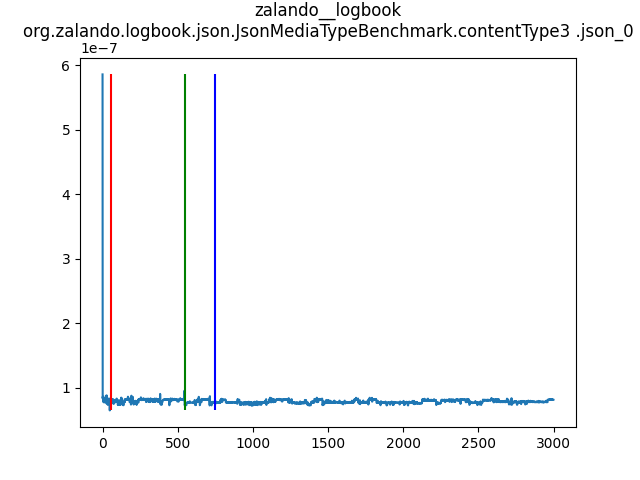 zalando__logbook
org.zalando.logbook.json.JsonMediaTypeBenchmark.contentType3 .json_0
1e−7
6
5
4
3
2
1
0 500 1000 1500 2000 2500 3000